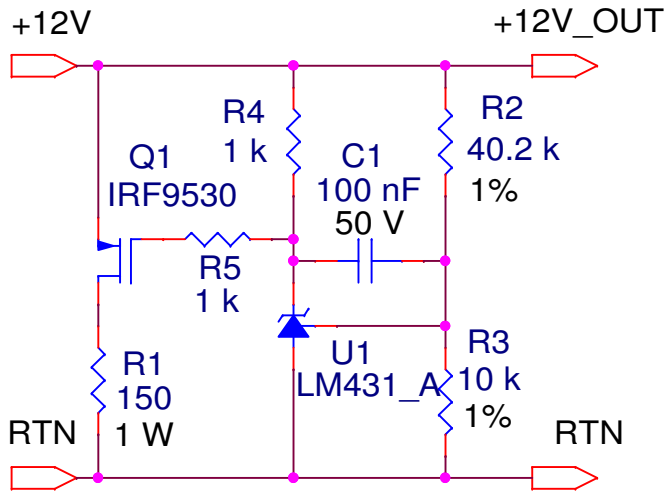 +12V
+12V_OUT
R4
1 k
R2
40.2 k
1%
Q1
IRF9530
C1
100 nF
50 V
R5
1 k
U1
LM431_A
R3
10 k
1%
R1
150
1 W
RTN
RTN